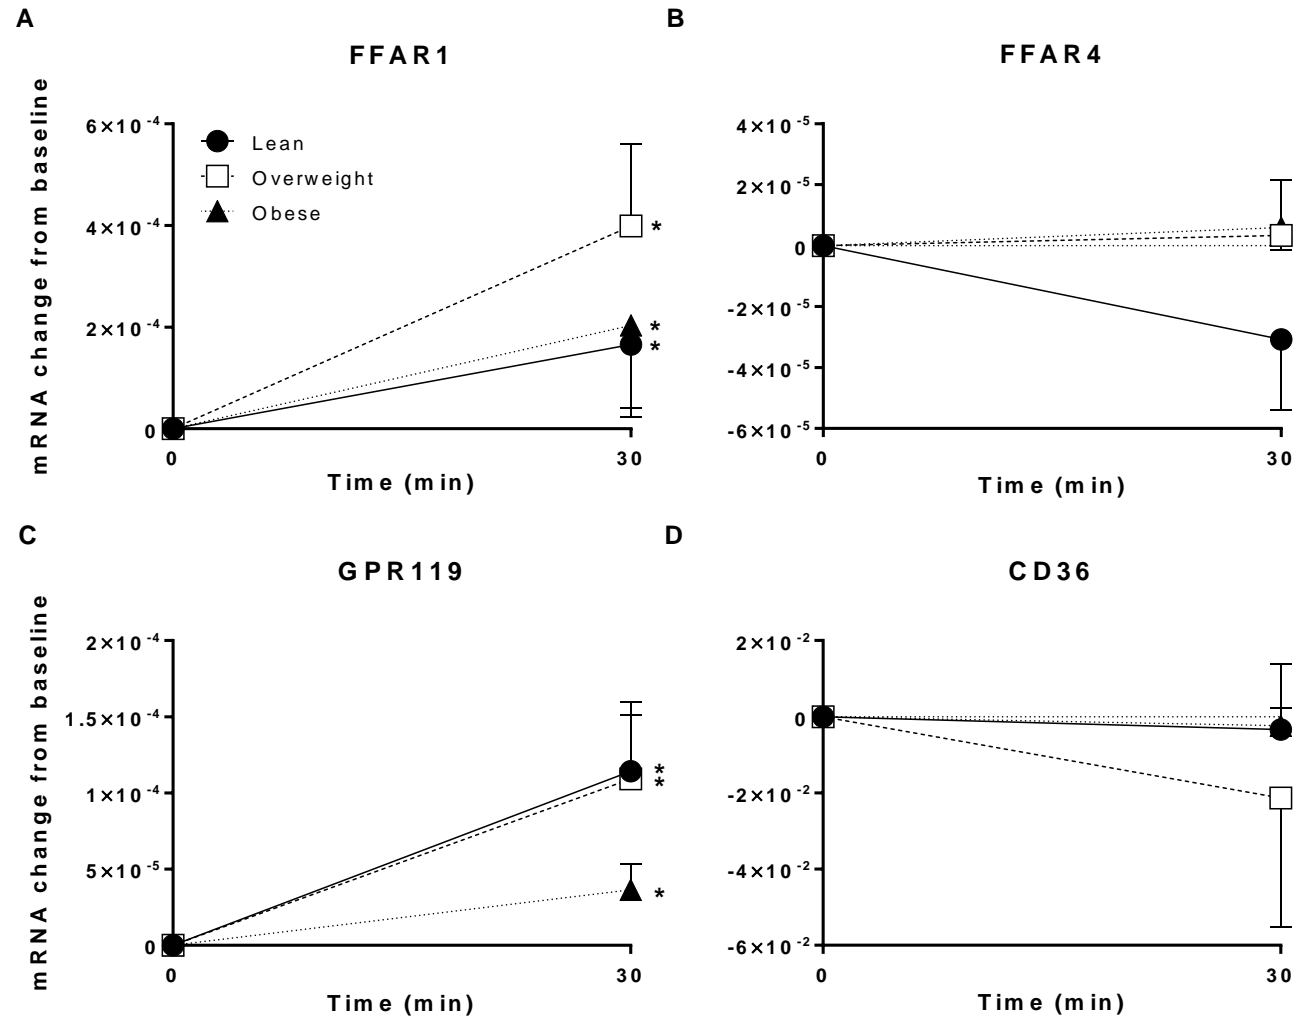 A
FFAR1
mRNA change from baseline
6×10⁻⁴
4×10⁻⁴
2×10⁻⁴
0
Lean
Overweight
Obese
*
*
*
0 30
Time (min)
B
FFAR4
4×10⁻⁵
2×10⁻⁵
0
-2×10⁻⁵
-4×10⁻⁵
-6×10⁻⁵
0 30
Time (min)
C
GPR119
mRNA change from baseline
2×10⁻⁴
1.5×10⁻⁴
1×10⁻⁴
5×10⁻⁵
0
*
*
*
0 30
Time (min)
D
CD36
2×10⁻²
0
-2×10⁻²
-4×10⁻²
-6×10⁻²
0 30
Time (min)